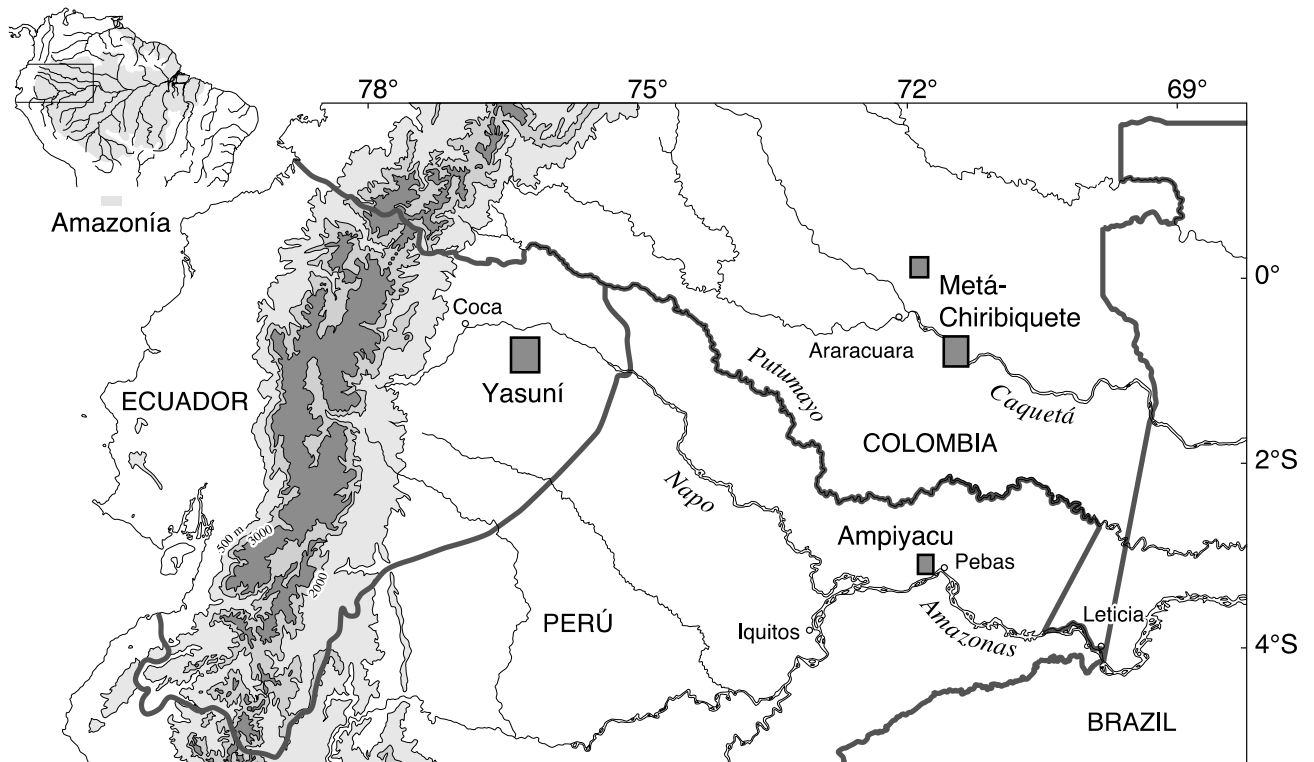 78°
75°
72°
69°
Amazonía
0°
Metá-
Chiribiquete
Coca
Araracuara
Putumayo
Yasuní
ECUADOR
Caquetá
COLOMBIA
2°S
Napo
500 m
3000
2000
Ampiyacu
Pebas
Amazonas
Leticia
PERÚ
Iquitos
4°S
BRAZIL